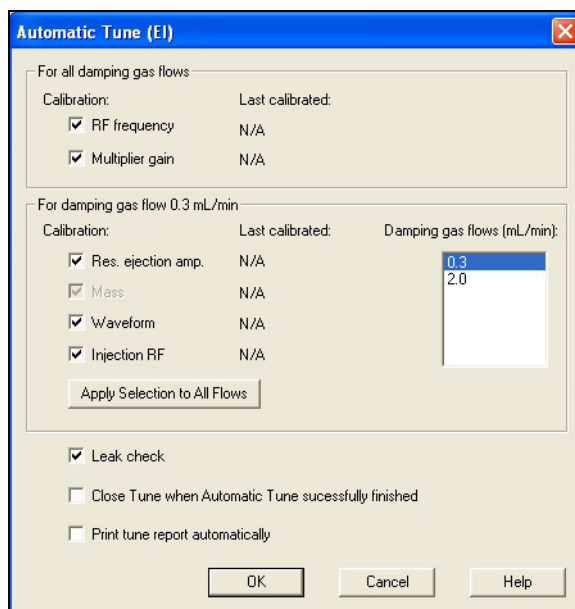 Automatic Tune (EI)
For all damping gas flows
Calibration: Last calibrated:
RF frequency N/A
Multiplier gain N/A
For damping gas flow 0.3 mL/min
Calibration: Last calibrated: Damping gas flows (mL/min):
Res. ejection amp. N/A 0.3
2.0
Mass N/A
Waveform N/A
Injection RF N/A
Apply Selection to All Flows
Leak check
Close Tune when Automatic Tune sucessfully finished
Print tune report automatically
OK Cancel Help